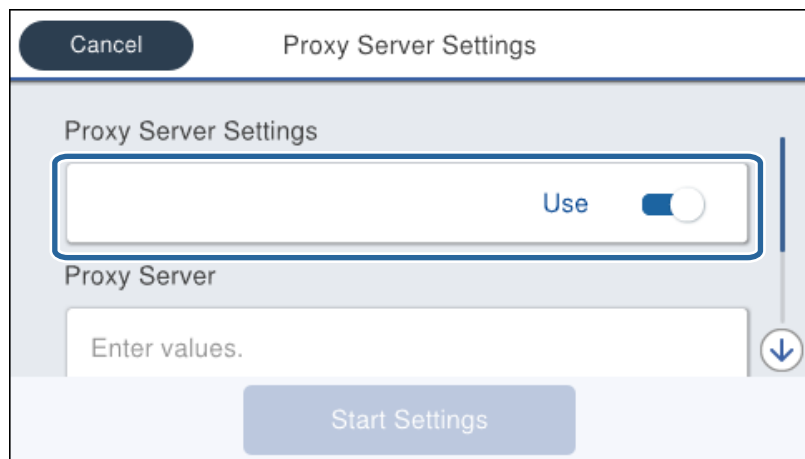 Cancel Proxy Server Settings
Proxy Server Settings
Use
Proxy Server
Enter values.
Start Settings